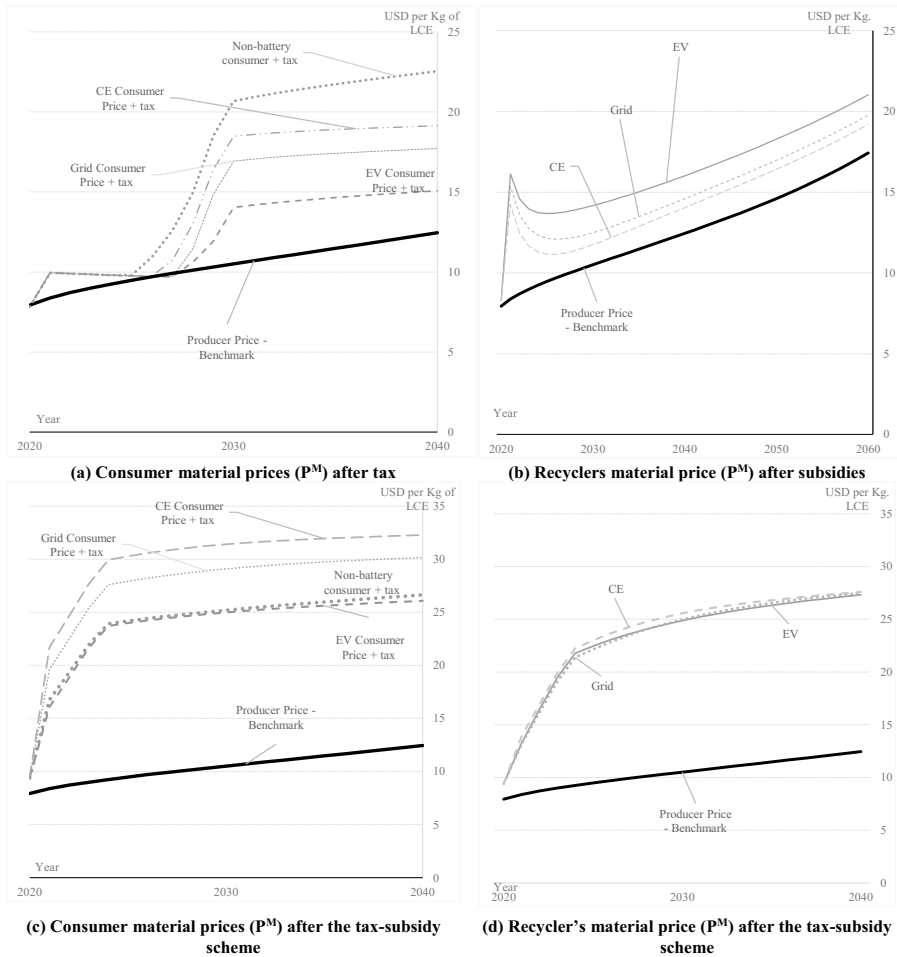 USD per Kg of
LCE
25
Non-battery
consumer + tax
CE Consumer
Price + tax
20
Grid Consumer
Price + tax
EV Consumer
Price + tax
15
10
Producer Price -
Benchmark
5
Year
0
2020
2030
2040
(a) Consumer material prices (Pᴹ) after tax
USD per Kg.
LCE
25
EV
Grid
20
CE
15
10
Producer Price
- Benchmark
5
Year
0
2020
2030
2040
2050
2060
(b) Recyclers material price (Pᴹ) after subsidies
USD per Kg of
LCE
35
CE Consumer
Price + tax
Grid Consumer
Price + tax
30
Non-battery
consumer + tax
25
EV Consumer
Price + tax
20
Producer Price -
Benchmark
15
10
5
Year
0
2020
2030
2040
(c) Consumer material prices (Pᴹ) after the tax-subsidy
scheme
USD per Kg.
LCE
35
30
CE
25
EV
Grid
20
15
10
Producer Price
- Benchmark
5
Year
0
2020
2030
2040
(d) Recycler’s material price (Pᴹ) after the tax-subsidy
scheme